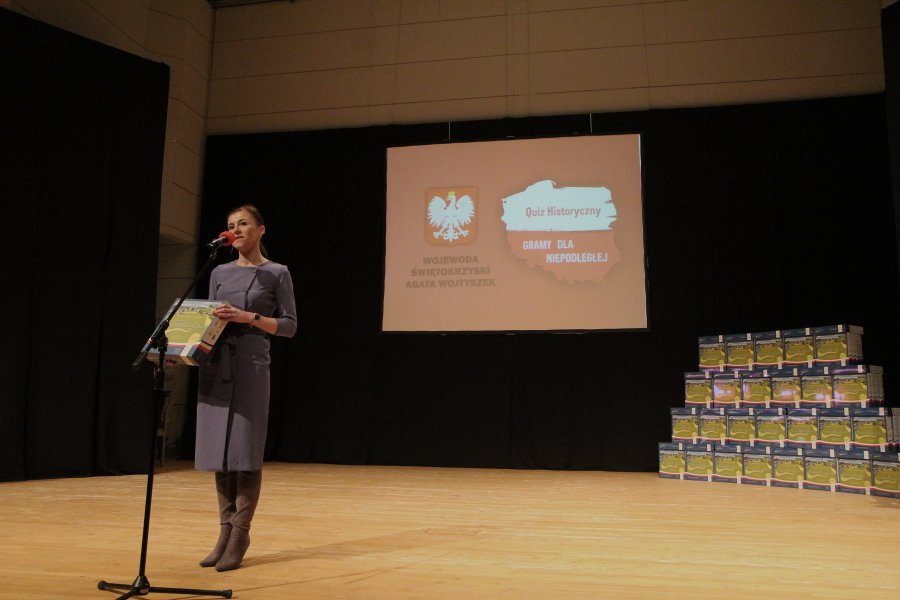 WOJEWODA
ŚWIĘTOKRZYSKI
AGATA WOJTYSZEK
Quiz Historyczny
GRAMY DLA
NIEPODLEGŁEJ